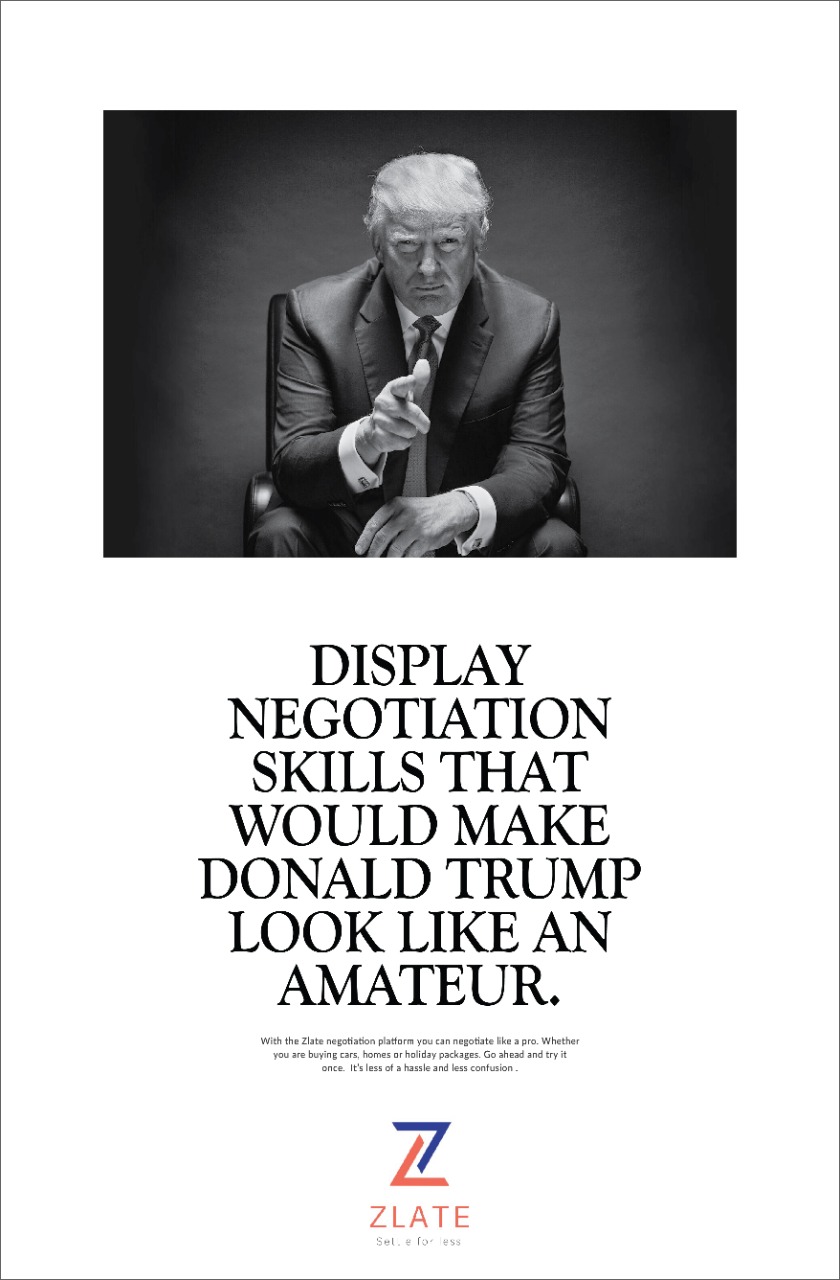 DISPLAY
NEGOTIATION
SKILLS THAT
WOULD MAKE
DONALD TRUMP
LOOK LIKE AN
AMATEUR.
With the Zlate negotiation platform you can negotiate like a pro. Whether
you are buying cars, homes or holiday packages. Go ahead and try it
once. It's less of a hassle and less confusion .
ZLATE
Settle for less